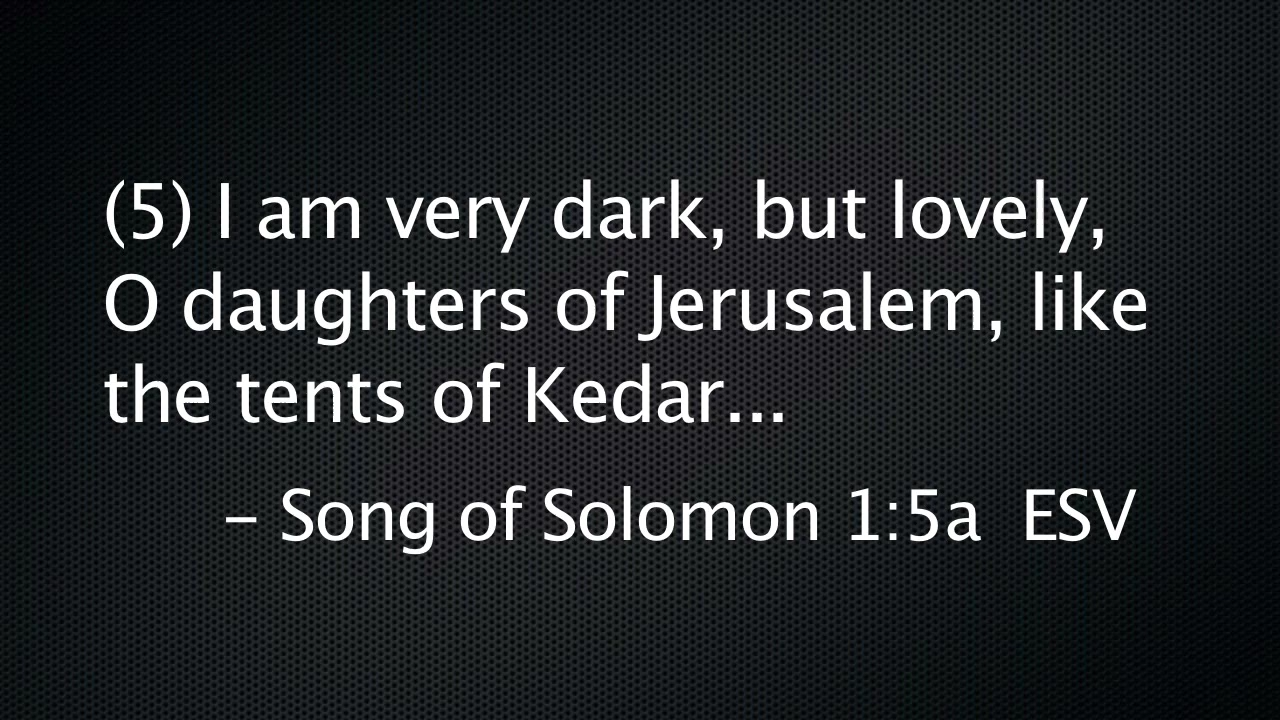 (5) I am very dark, but lovely,
O daughters of Jerusalem, like
the tents of Kedar...
– Song of Solomon 1:5a  ESV